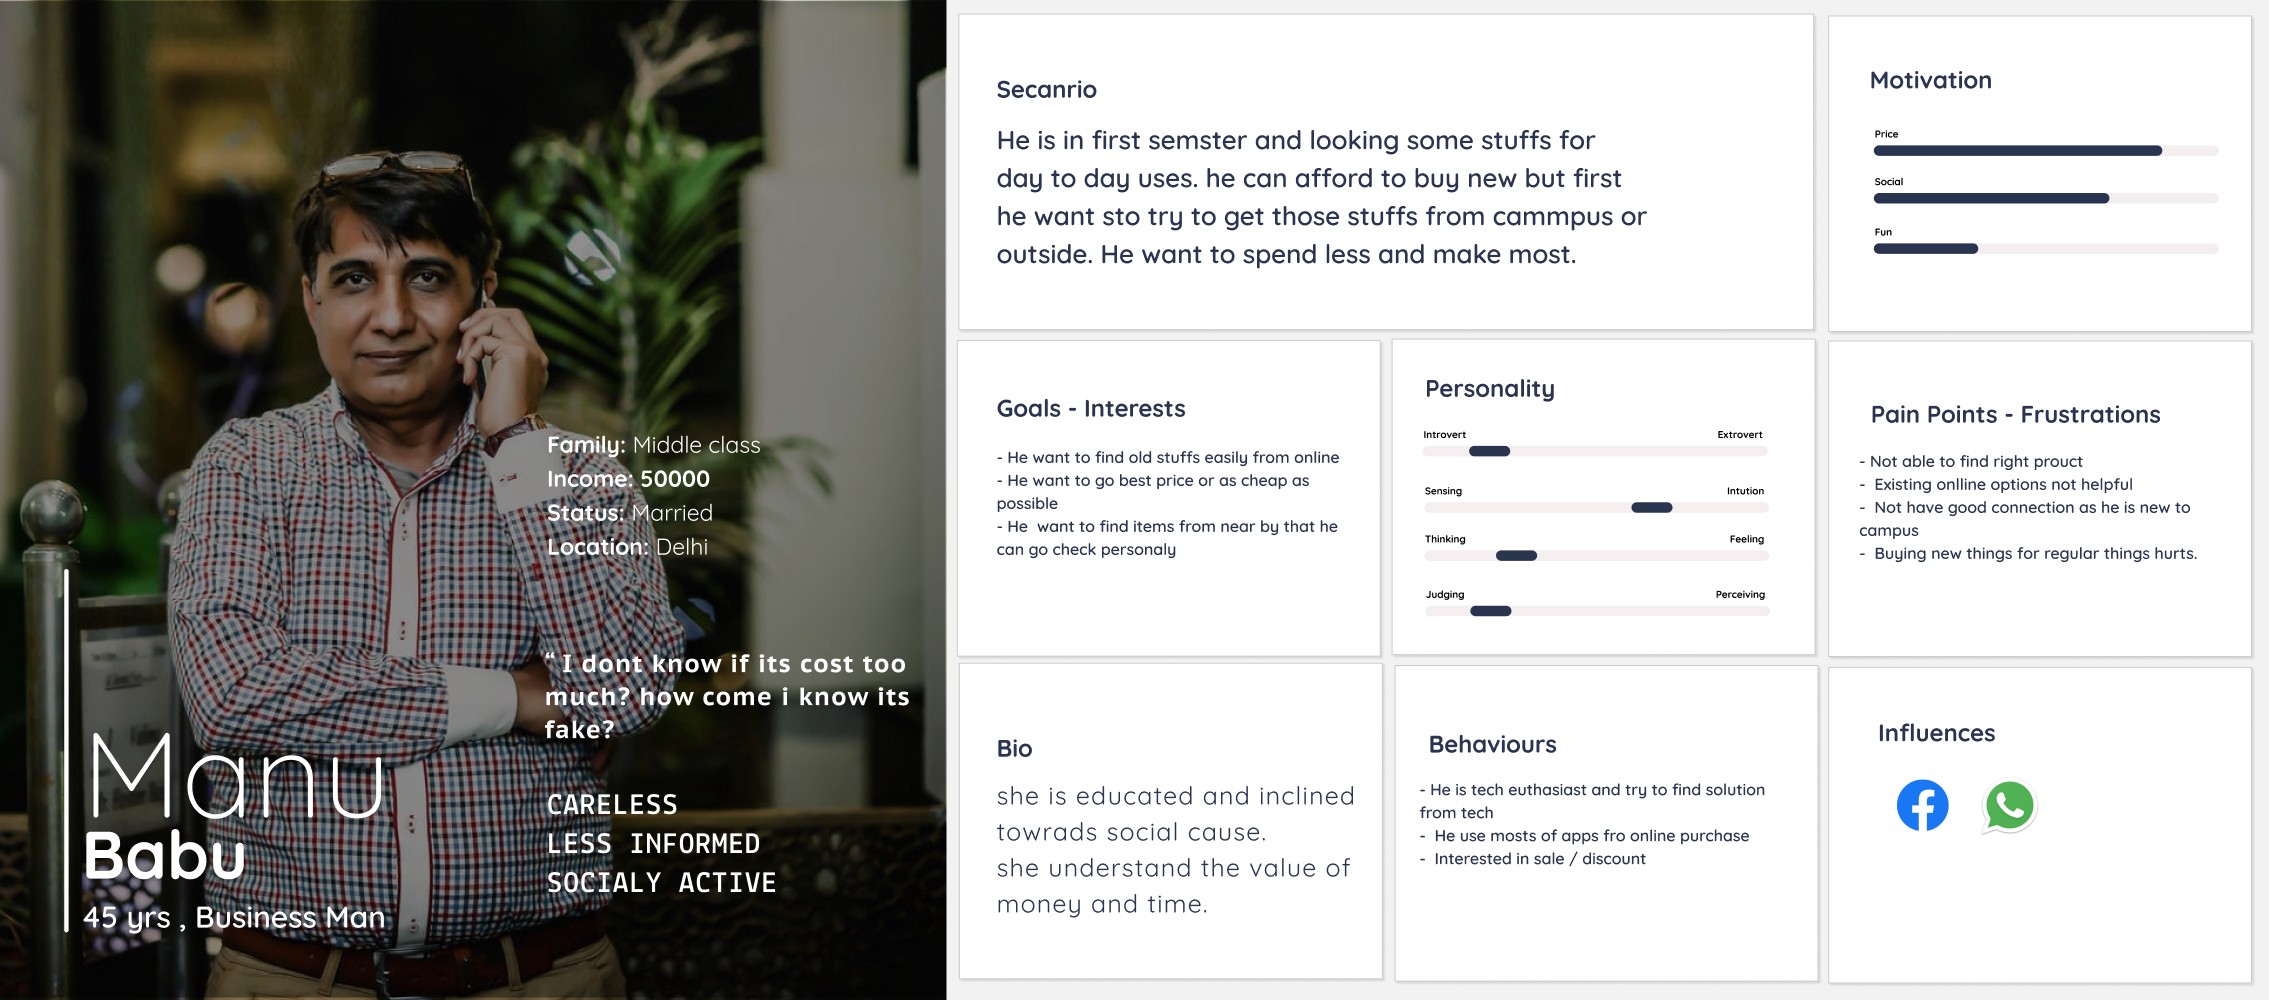 Manu
Babu
45 yrs , Business Man
Family: Middle class
Income: 50000
Status: Married
Location: Delhi
“ I dont know if its cost too
much? how come i know its
fake?
CARELESS
LESS INFORMED
SOCIALY ACTIVE
Secanrio
He is in first semster and looking some stuffs for
day to day uses. he can afford to buy new but first
he want sto try to get those stuffs from cammpus or
outside. He want to spend less and make most.
Motivation
Price
Social
Fun
Goals - Interests
- He want to find old stuffs easily from online
- He want to go best price or as cheap as
possible
- He  want to find items from near by that he
can go check personaly
Personality
Introvert Extrovert
Sensing Intution
Thinking Feeling
Judging Perceiving
Pain Points - Frustrations
- Not able to find right prouct
-  Existing onlline options not helpful
-  Not have good connection as he is new to
campus
-  Buying new things for regular things hurts.
Bio
she is educated and inclined
towrads social cause.
she understand the value of
money and time.
Behaviours
- He is tech euthasiast and try to find solution
from tech
-  He use mosts of apps fro online purchase
-  Interested in sale / discount
Influences